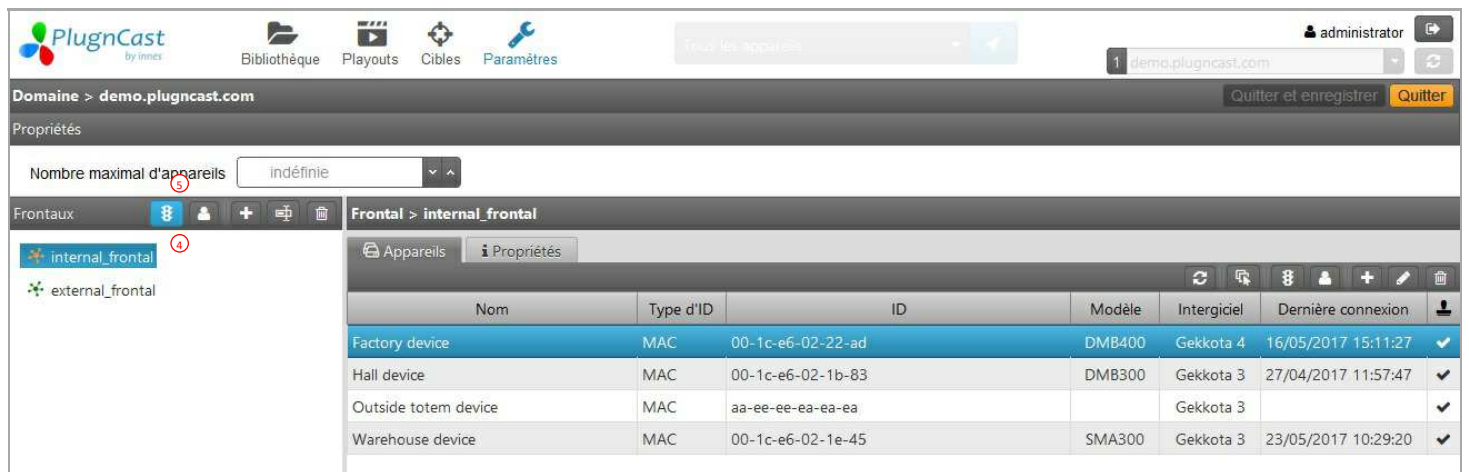 PlugnCast
by innes
Bibliothèque Playouts Cibles Paramétres
Tous les appareils
administrator
1 demo.plugncast.com
Domaine > demo.plugncast.com
Quitter et enregistrer Quitter
Propriétés
Nombre maximal d'appareils indéfinie
5
Frontaux
Frontal > internal_frontal
4
internal_frontal
external_frontal
Appareils i Propriétés
Nom Type d'ID ID Modèle Intergiciel Dernière connexion
Factory device MAC 00-1c-e6-02-22-ad DMB400 Gekkota 4 16/05/2017 15:11:27
Hall device MAC 00-1c-e6-02-1b-83 DMB300 Gekkota 3 27/04/2017 11:57:47
Outside totem device MAC aa-ee-ee-ea-ea-ea Gekkota 3
Warehouse device MAC 00-1c-e6-02-1e-45 SMA300 Gekkota 3 23/05/2017 10:29:20